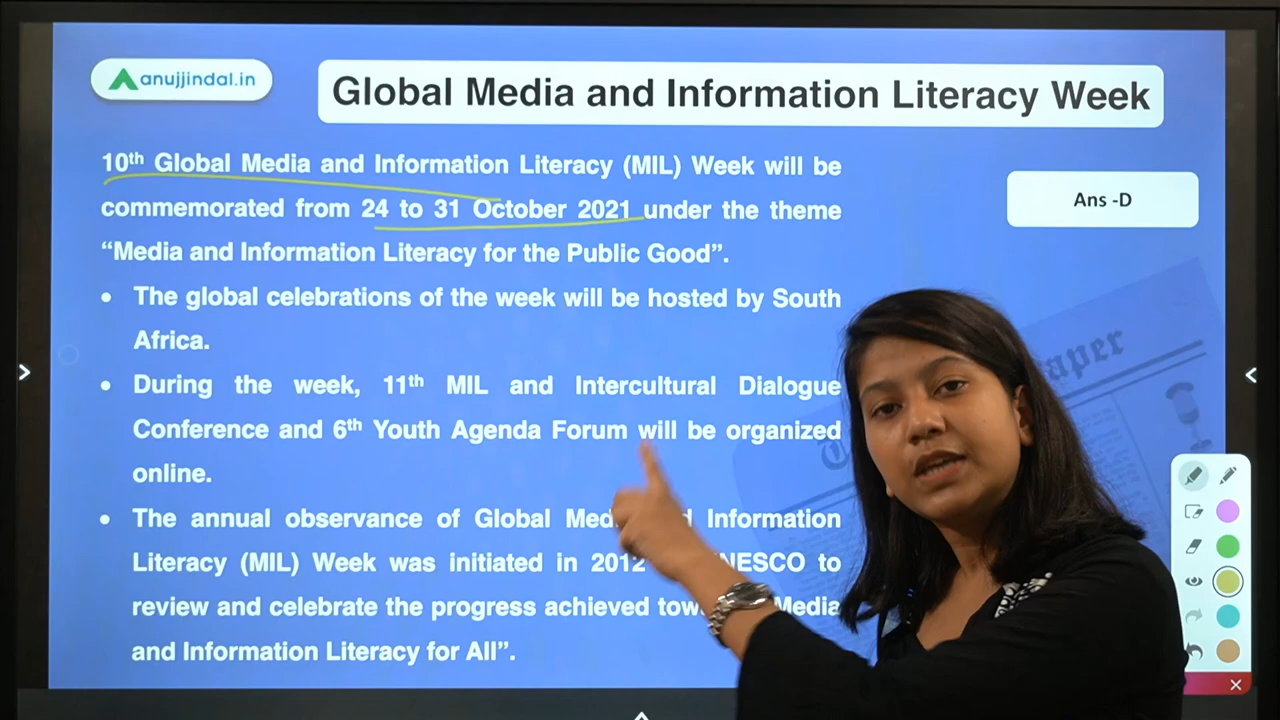 anujjindal.in
Global Media and Information Literacy Week
10th Global Media and Information Literacy (MIL) Week will be
commemorated from 24 to 31 October 2021 under the theme
“Media and Information Literacy for the Public Good”.
Ans -D
• The global celebrations of the week will be hosted by South
Africa.
• During the week, 11th MIL and Intercultural Dialogue
Conference and 6th Youth Agenda Forum will be organized
online.
• The annual observance of Global and Information
Literacy (MIL) Week was initiated in 2012 to
review and celebrate the progress achieved Media
and Information Literacy for All”.